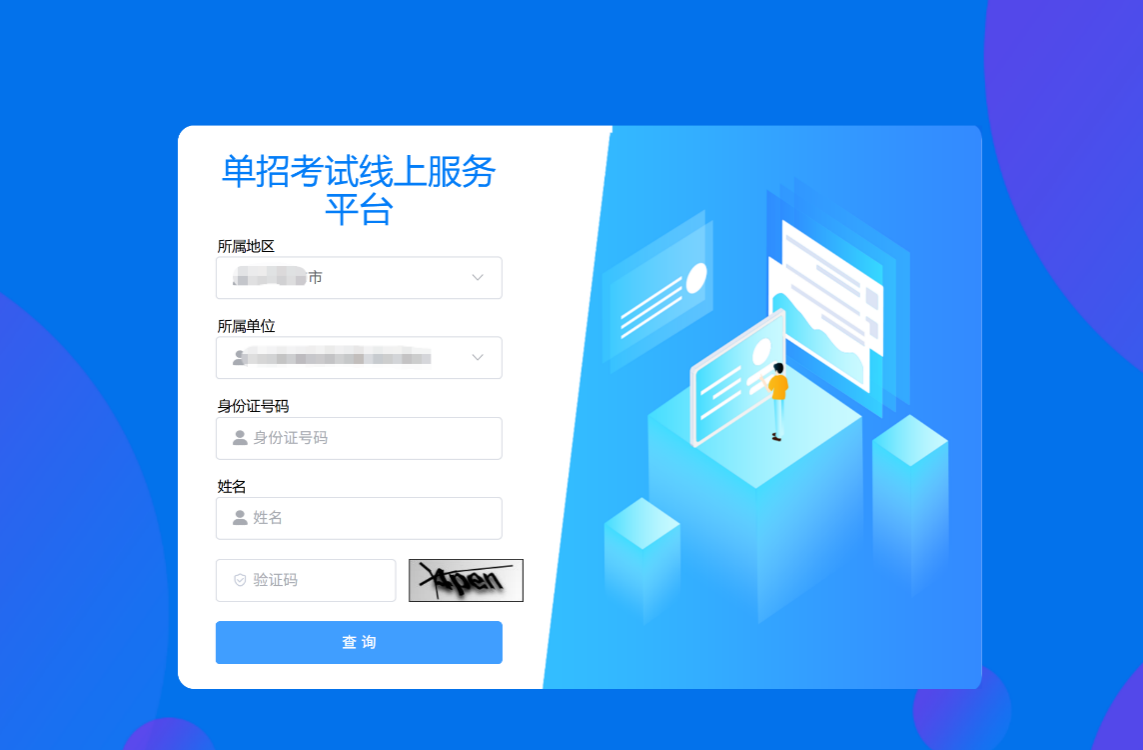 单招考试线上服务
平台
所属地区
市
所属单位
身份证号码
身份证号码
姓名
姓名
验证码
查 询